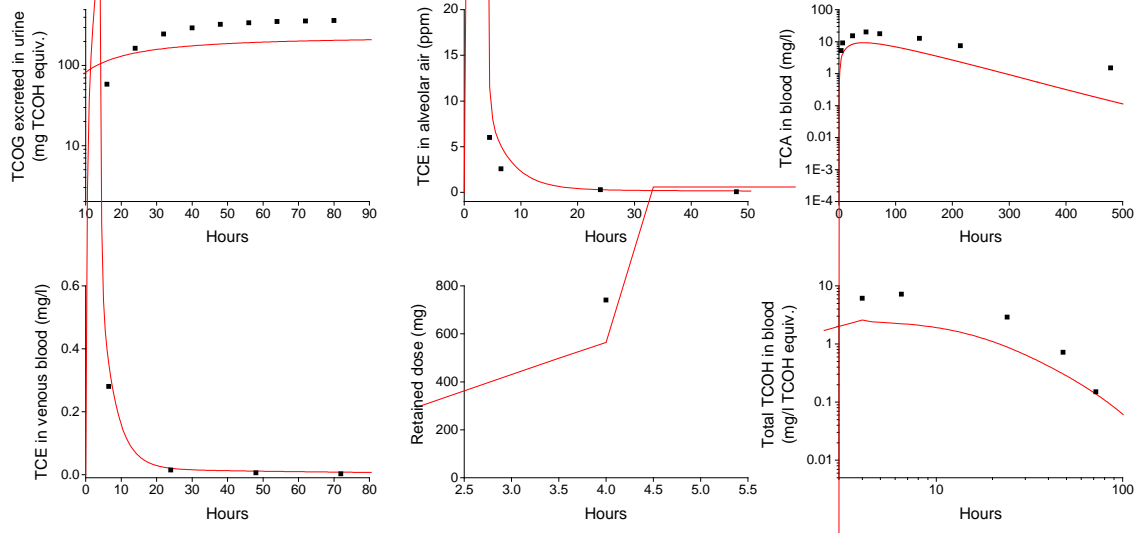 TCOG excreted in urine
(mg TCOH equiv.)
100
10
10 20 30 40 50 60 70 80 90
Hours
TCE in alveolar air (ppm)
20
15
10
5
0
0 10 20 30 40 50
Hours
TCA in blood (mg/l)
100
10
1
0.1
0.01
1E-3
1E-4
0 100 200 300 400 500
Hours
TCE in venous blood (mg/l)
0.6
0.4
0.2
0.0
0 10 20 30 40 50 60 70 80
Hours
Retained dose (mg)
800
600
400
200
0
2.5 3.0 3.5 4.0 4.5 5.0 5.5
Hours
Total TCOH in blood
(mg/l TCOH equiv.)
10
1
0.1
0.01
10 100
Hours